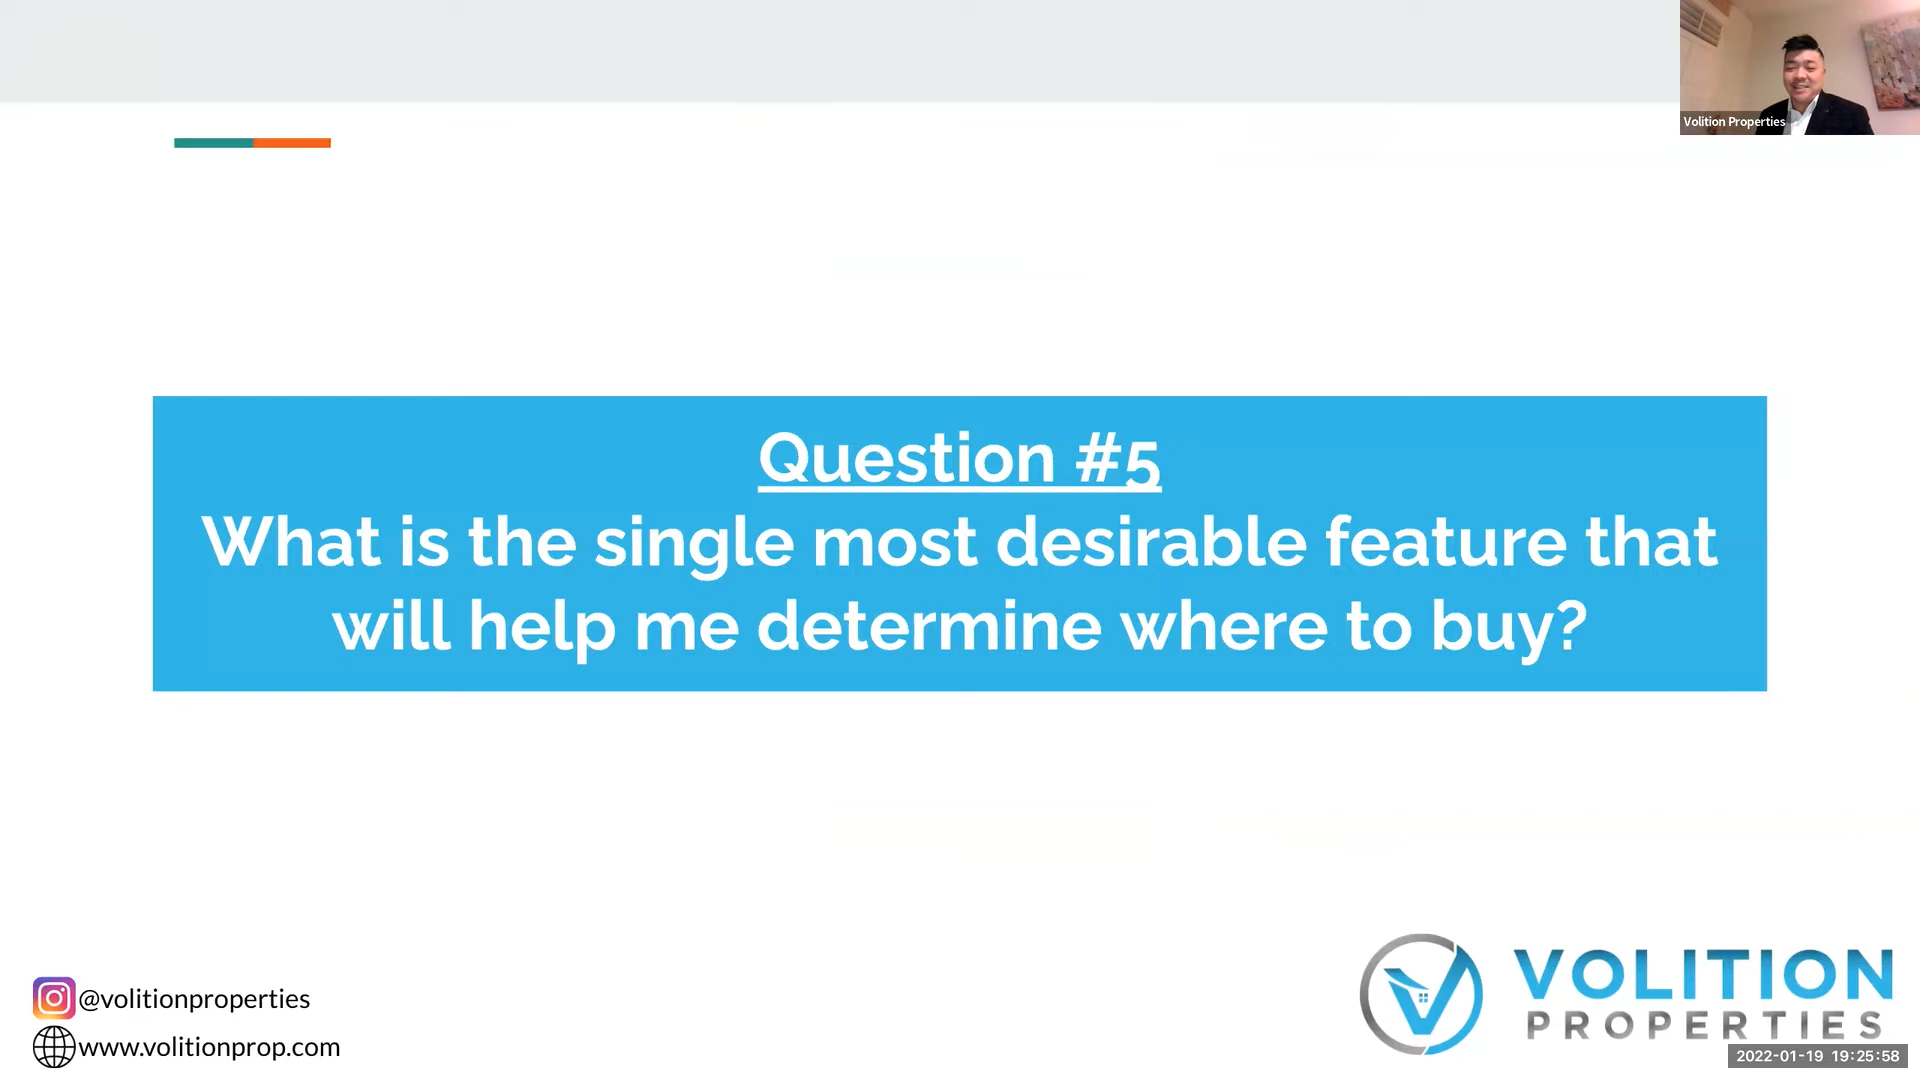 Volition Properties
Question #5
What is the single most desirable feature that
will help me determine where to buy?
@volitionproperties
www.volitionprop.com
VOLITION
PROPERTIES
2022-01-19 19:25:58